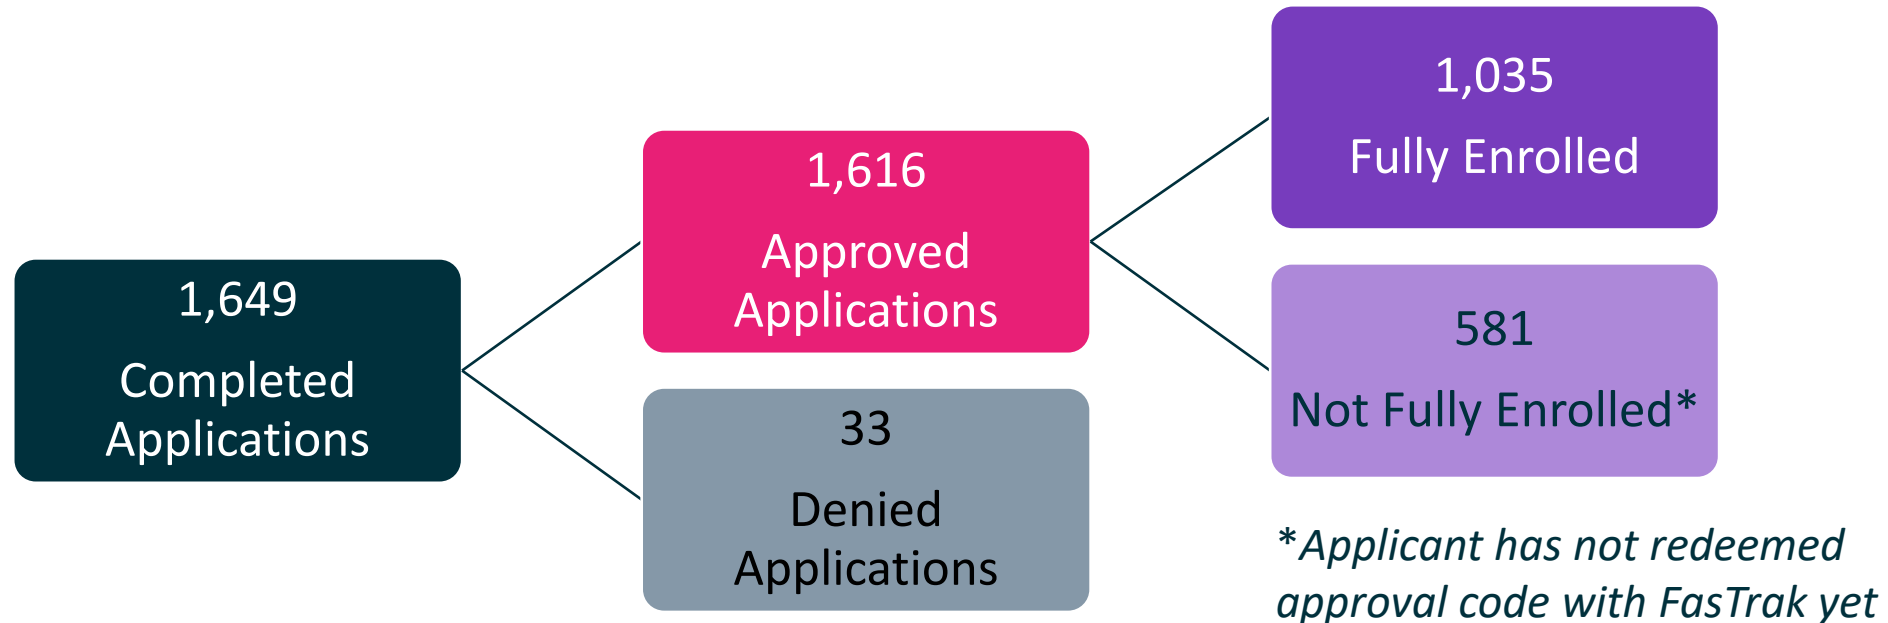 1,649
Completed
Applications
1,616
Approved
Applications
33
Denied
Applications
1,035
Fully Enrolled
581
Not Fully Enrolled*
*Applicant has not redeemed
approval code with FasTrak yet